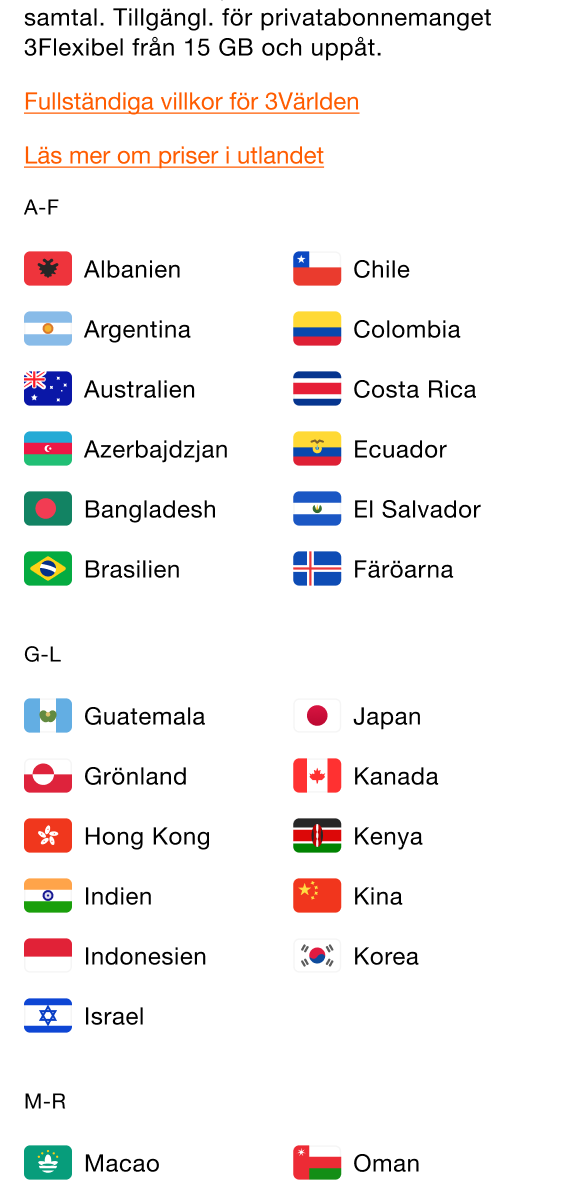 samtal. Tillgängl. för privatabonnemanget
3Flexibel från 15 GB och uppåt.
Fullständiga villkor för 3Världen
Läs mer om priser i utlandet
A-F
Albanien
Chile
Argentina
Colombia
Australien
Costa Rica
Azerbajdzjan
Ecuador
Bangladesh
El Salvador
Brasilien
Färöarna
G-L
Guatemala
Japan
Grönland
Kanada
Hong Kong
Kenya
Indien
Kina
Indonesien
Korea
Israel
M-R
Macao
Oman